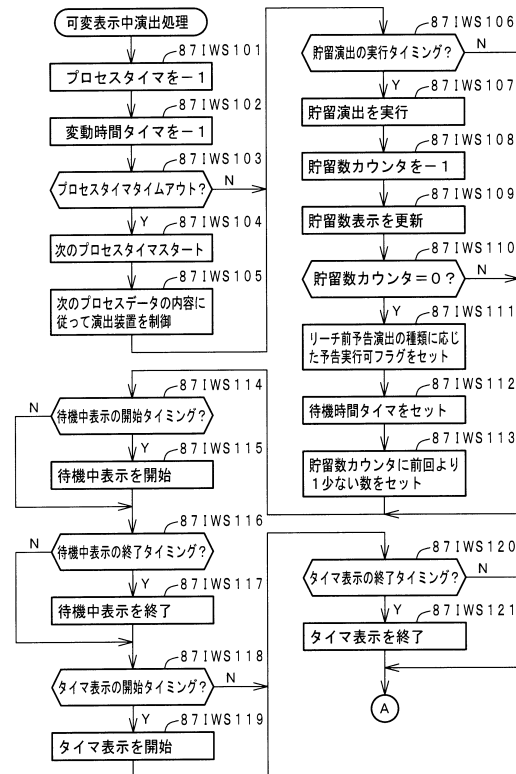 可変表示中演出処理
87IWS101
プロセスタイマを－1
87IWS102
変動時間タイマを－1
87IWS103
プロセスタイマタイムアウト?
N
Y
87IWS104
次のプロセスタイマスタート
87IWS105
次のプロセスデータの内容に
従って演出装置を制御
87IWS106
貯留演出の実行タイミング?
N
Y
87IWS107
貯留演出を実行
87IWS108
貯留数カウンタを－1
87IWS109
貯留数表示を更新
87IWS110
貯留数カウンタ＝0?
N
Y
87IWS111
リーチ前予告演出の種類に応じ
た予告実行可フラグをセット
87IWS112
待機時間タイマをセット
87IWS113
貯留数カウンタに前回より
1少ない数をセット
87IWS114
待機中表示の開始タイミング?
N
Y
87IWS115
待機中表示を開始
87IWS116
待機中表示の終了タイミング?
N
Y
87IWS117
待機中表示を終了
87IWS118
タイマ表示の開始タイミング?
N
Y
87IWS119
タイマ表示を開始
87IWS120
タイマ表示の終了タイミング?
N
Y
87IWS121
タイマ表示を終了
A